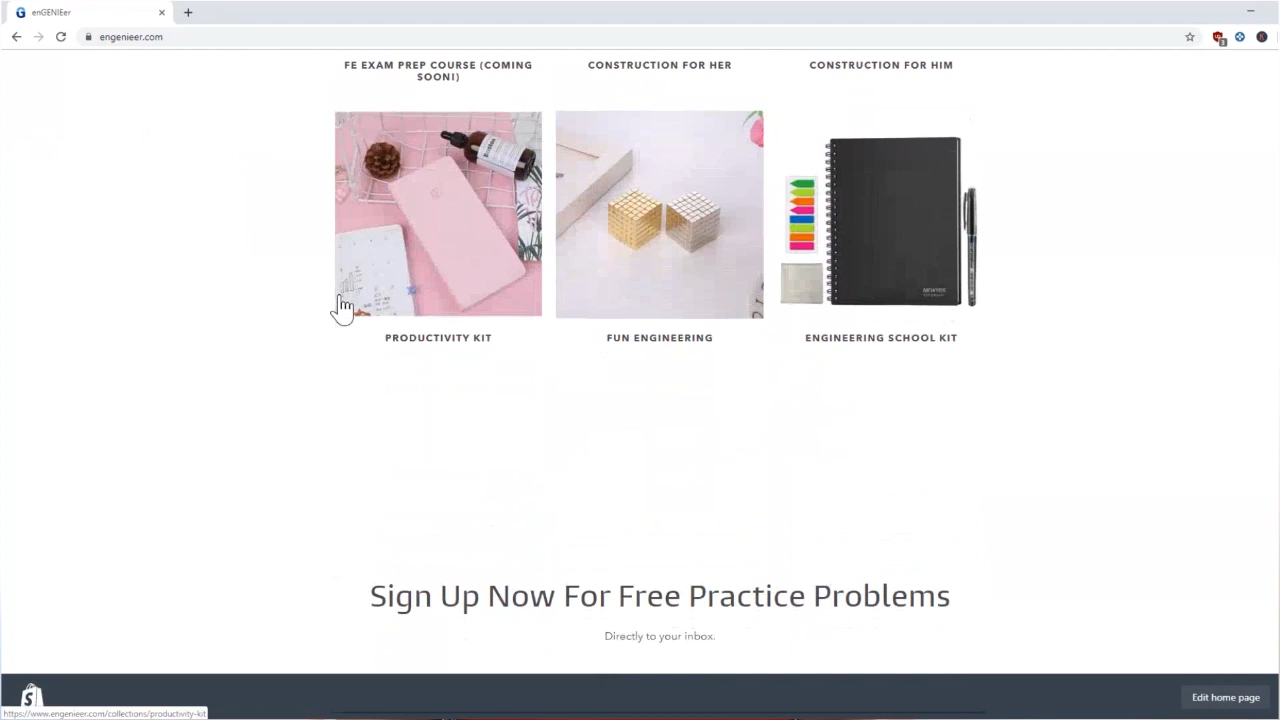 enGENIEer
engenieer.com
3
FE EXAM PREP COURSE (COMING
SOON!)
CONSTRUCTION FOR HER
CONSTRUCTION FOR HIM
PRODUCTIVITY KIT
FUN ENGINEERING
ENGINEERING SCHOOL KIT
Sign Up Now For Free Practice Problems
Directly to your inbox.
Edit home page
https://www.engenieer.com/collections/productivity-kit